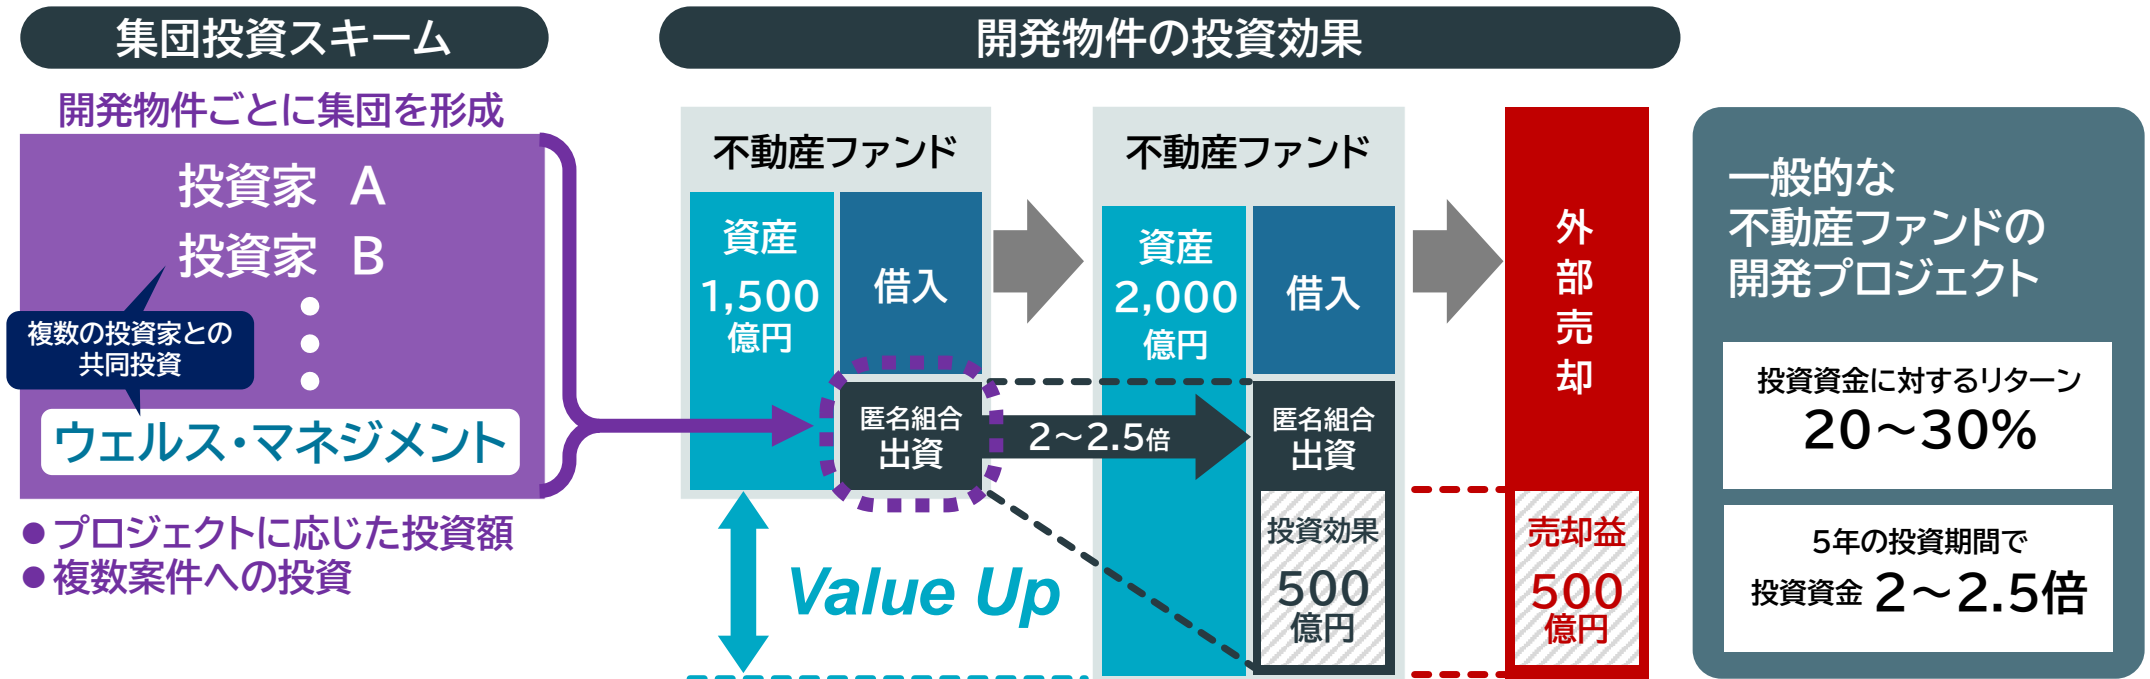 集団投資スキーム
開発物件ごとに集団を形成
投資家 A
投資家 B
複数の投資家との
共同投資
ウェルス・マネジメント
●プロジェクトに応じた投資額
●複数案件への投資
開発物件の投資効果
不動産ファンド
資産
1,500
億円
借入
匿名組合
出資
2～2.5倍
Value Up
不動産ファンド
資産
2,000
億円
借入
匿名組合
出資
投資効果
500
億円
外部売却
売却益
500
億円
一般的な
不動産ファンドの
開発プロジェクト
投資資金に対するリターン
20～30%
5年の投資期間で
投資資金 2～2.5倍